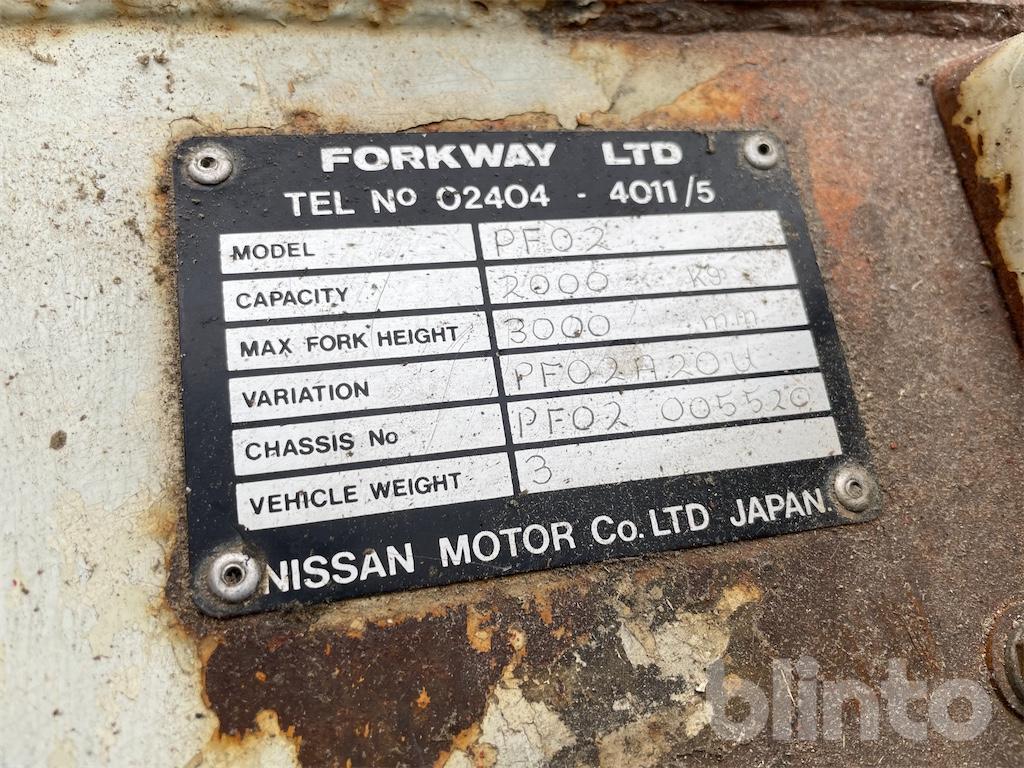 FORKWAY LTD
TEL No 02404 - 4011/5
MODEL PF02
CAPACITY 2000 kg
MAX FORK HEIGHT 3000 mm
VARIATION PF02A20U
CHASSIS No PF02 005520
VEHICLE WEIGHT 3
NISSAN MOTOR Co. LTD JAPAN.
blinto